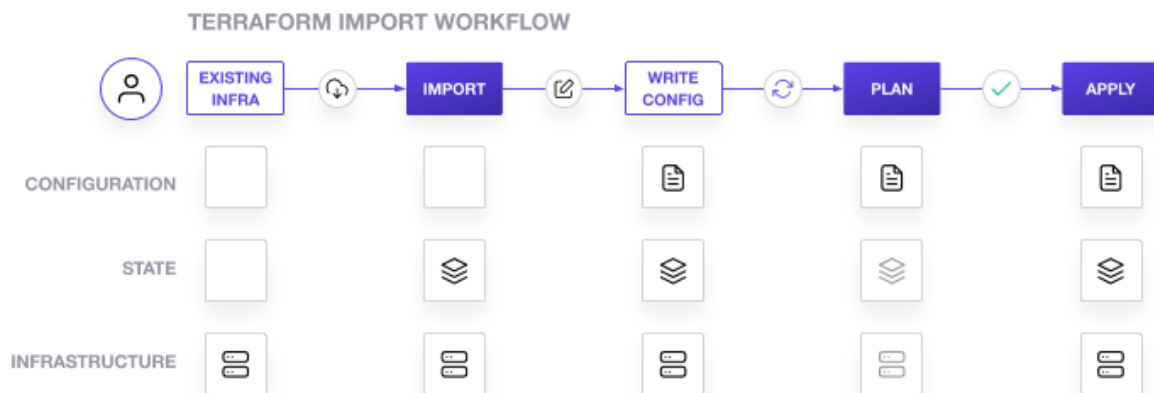 TERRAFORM IMPORT WORKFLOW
EXISTING
INFRA
IMPORT
WRITE
CONFIG
PLAN
APPLY
CONFIGURATION
STATE
INFRASTRUCTURE